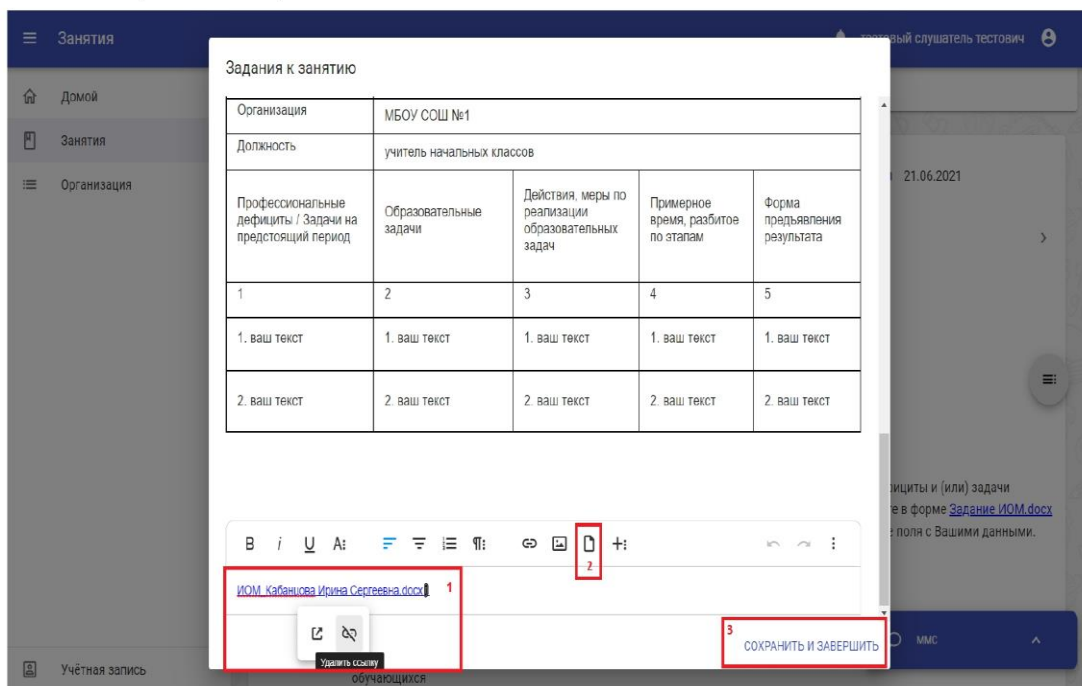 Занятия
слушатель тестович
Домой
Занятия
Организация
21.06.2021
Задания к занятию
Организация
МБОУ СОШ №1
Должность
учитель начальных классов
Профессиональные
дефициты / Задачи на
предстоящий период
Образовательные
задачи
Действия, меры по
реализации
образовательных
задач
Примерное
время, разбитое
по этапам
Форма
предъявления
результата
1 2 3 4 5
1. ваш текст 1. ваш текст 1. ваш текст 1. ваш текст 1. ваш текст
2. ваш текст 2. ваш текст 2. ваш текст 2. ваш текст 2. ваш текст
и (или) задачи
в форме Задание ИОМ.docx
поля с Вашими данными.
B i U A
2
ИОМ_Кабанцова Ирина Сергеевна.docx 1
Удалить ссылку
3
СОХРАНИТЬ И ЗАВЕРШИТЬ
ММС
Учётная запись
обучающихся